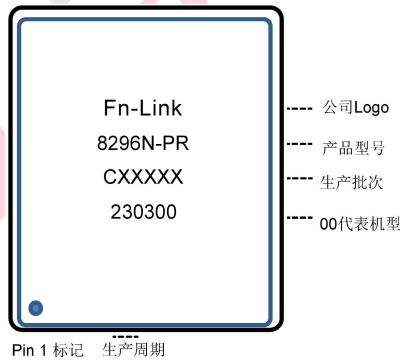 Fn-Link
公司Logo
8296N-PR
产品型号
CXXXXX
生产批次
230300
00代表机型
Pin 1 标记
生产周期